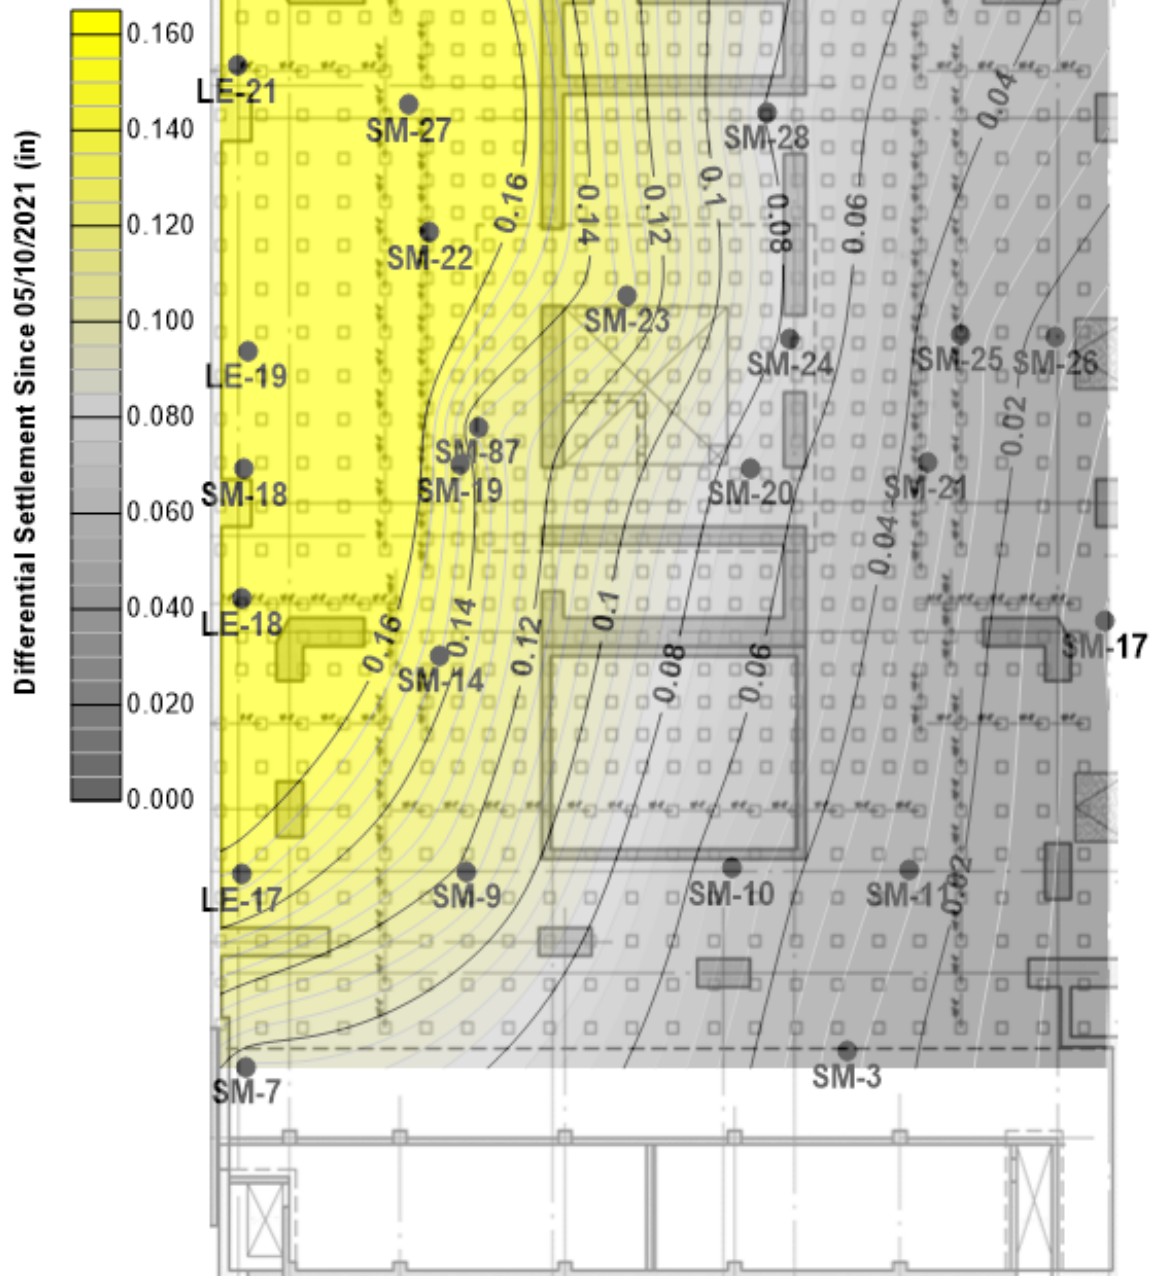 Differential Settlement Since 05/10/2021 (in)
0.160
0.140
0.120
0.100
0.080
0.060
0.040
0.020
0.000
LE-21
SM-27
SM-28
0.04
0.16
0.14
0.12
0.1
0.08
0.06
SM-22
SM-23
SM-24
SM-25
SM-26
LE-19
0.02
SM-87
SM-18
SM-19
SM-20
SM-21
0.04
LE-18
0.16
0.14
0.12
0.1
0.08
0.06
SM-17
SM-14
LE-17
SM-9
SM-10
SM-11
0.02
SM-7
SM-3